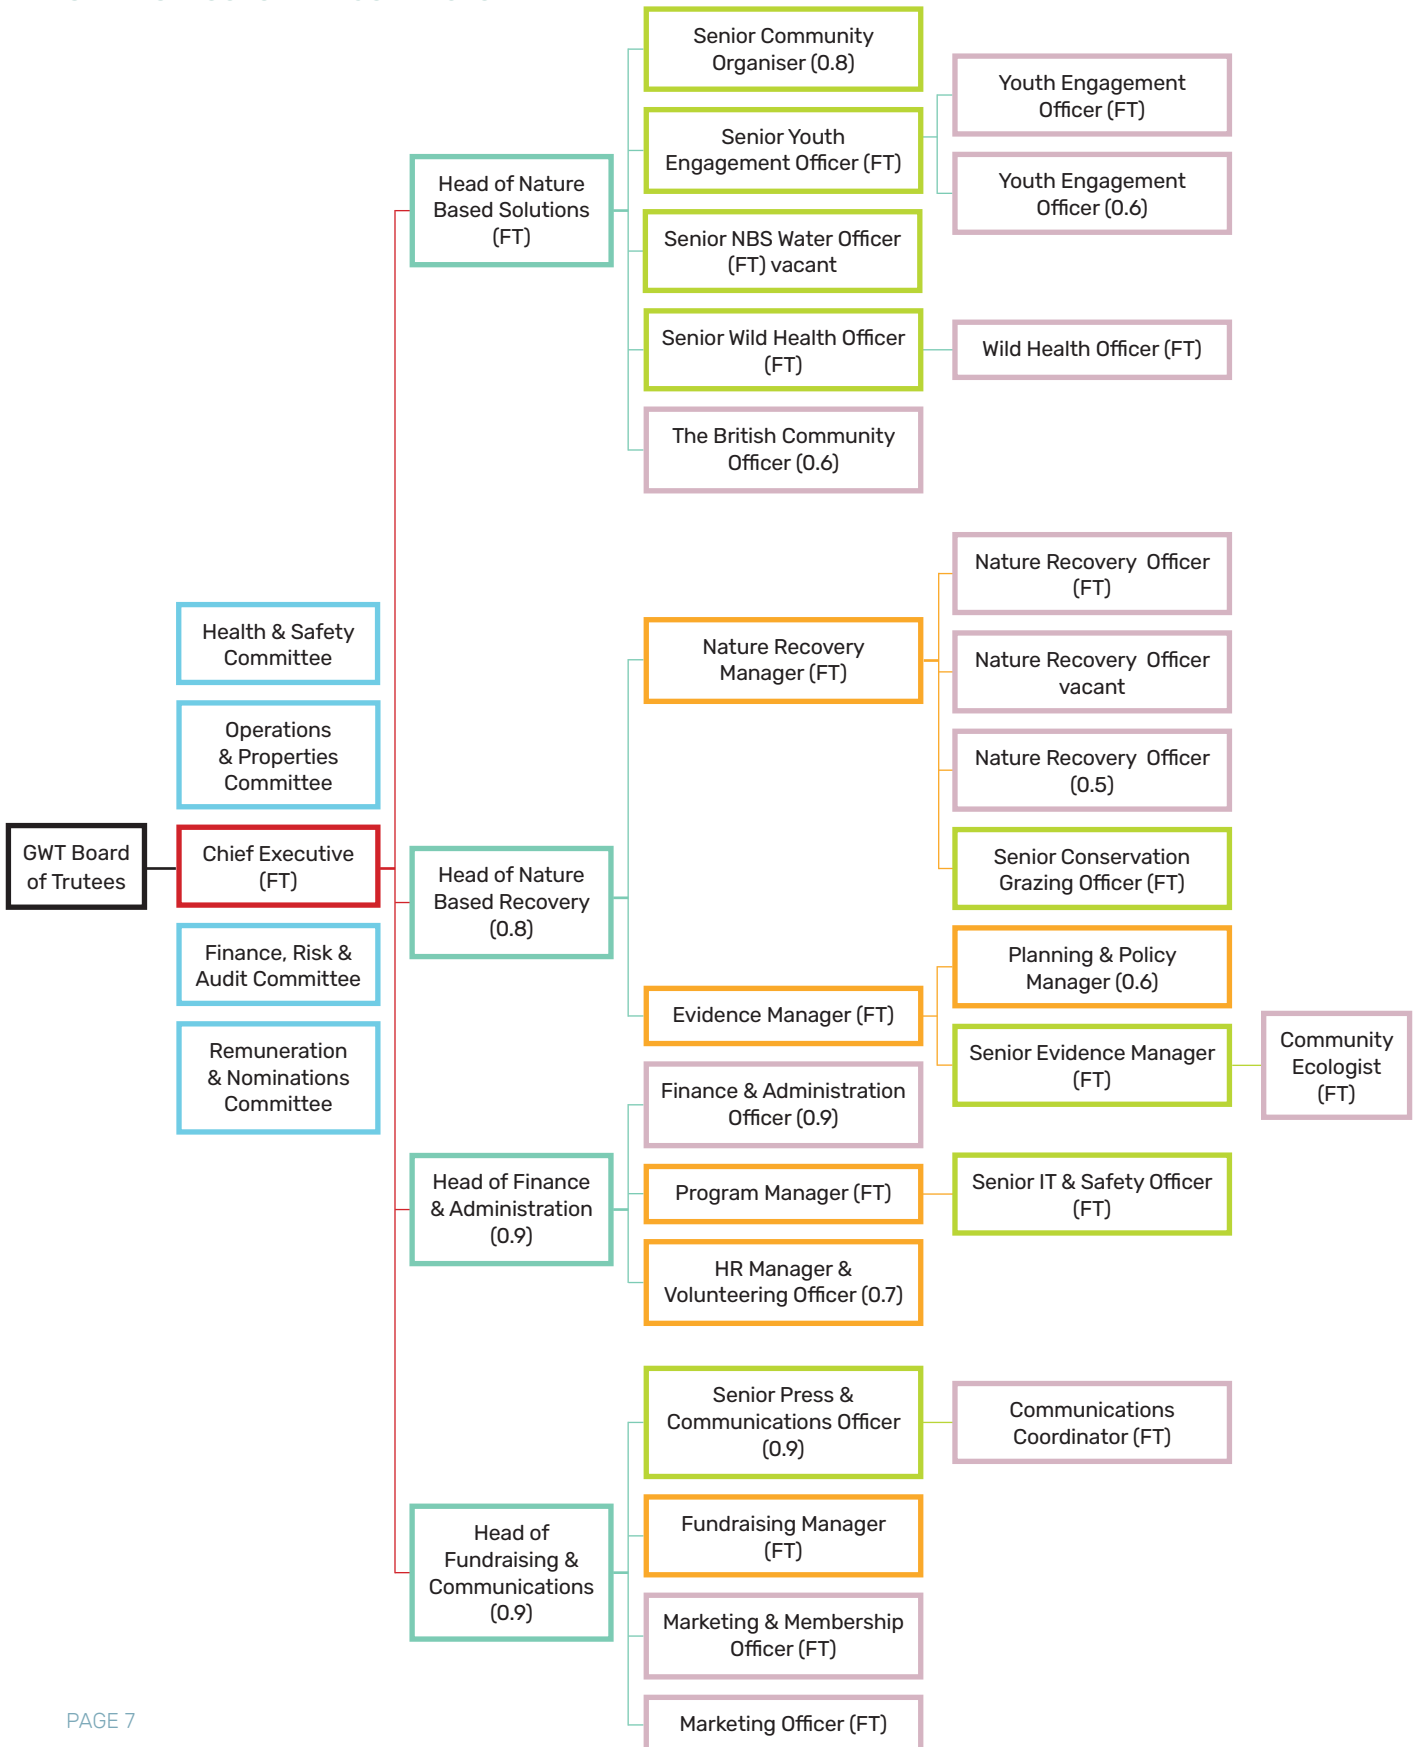 Senior Community
Organiser (0.8)
Youth Engagement
Officer (FT)
Senior Youth
Engagement Officer (FT)
Youth Engagement
Officer (0.6)
Head of Nature
Based Solutions
(FT)
Senior NBS Water Officer
(FT) vacant
Senior Wild Health Officer
(FT)
Wild Health Officer (FT)
The British Community
Officer (0.6)
Nature Recovery Officer
(FT)
Health & Safety
Committee
Nature Recovery
Manager (FT)
Nature Recovery Officer
vacant
Operations
& Properties
Committee
Nature Recovery Officer
(0.5)
GWT Board
of Trutees
Chief Executive
(FT)
Head of Nature
Based Recovery
(0.8)
Senior Conservation
Grazing Officer (FT)
Finance, Risk &
Audit Committee
Planning & Policy
Manager (0.6)
Evidence Manager (FT)
Remuneration
& Nominations
Committee
Senior Evidence Manager
(FT)
Community
Ecologist
(FT)
Finance & Administration
Officer (0.9)
Head of Finance
& Administration
(0.9)
Program Manager (FT)
Senior IT & Safety Officer
(FT)
HR Manager &
Volunteering Officer (0.7)
Senior Press &
Communications Officer
(0.9)
Communications
Coordinator (FT)
Head of
Fundraising &
Communications
(0.9)
Fundraising Manager
(FT)
Marketing & Membership
Officer (FT)
Marketing Officer (FT)
PAGE 7